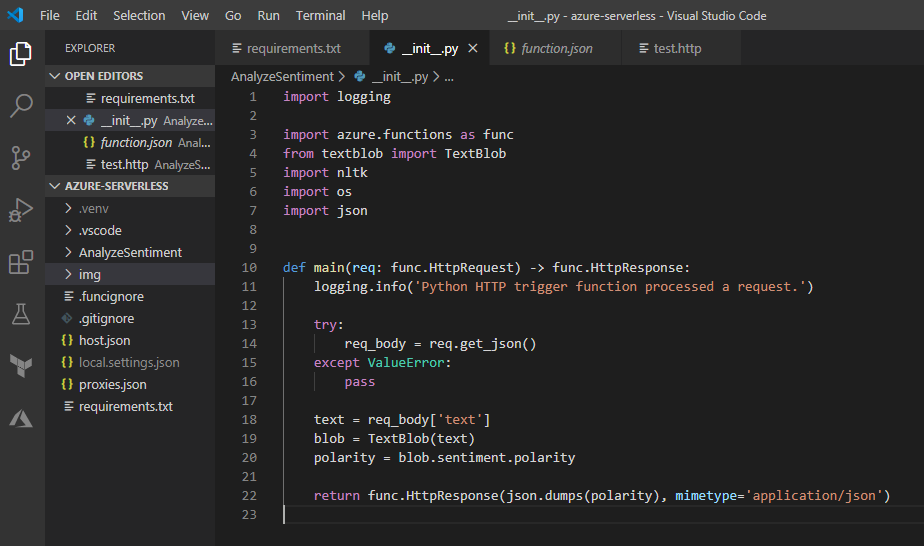 File Edit Selection View Go Run Terminal Help __init__.py - azure-serverless - Visual Studio Code
EXPLORER
OPEN EDITORS
requirements.txt
__init__.py Analyze...
function.json Anal...
test.http AnalyzeS...
AZURE-SERVERLESS
.venv
.vscode
AnalyzeSentiment
img
.funcignore
.gitignore
host.json
local.settings.json
proxies.json
requirements.txt
requirements.txt __init__.py function.json test.http
AnalyzeSentiment > __init__.py > ...
1 import logging
2
3 import azure.functions as func
4 from textblob import TextBlob
5 import nltk
6 import os
7 import json
8
9
10 def main(req: func.HttpRequest) -> func.HttpResponse:
11     logging.info('Python HTTP trigger function processed a request.')
12
13     try:
14         req_body = req.get_json()
15     except ValueError:
16         pass
17
18     text = req_body['text']
19     blob = TextBlob(text)
20     polarity = blob.sentiment.polarity
21
22     return func.HttpResponse(json.dumps(polarity), mimetype='application/json')
23